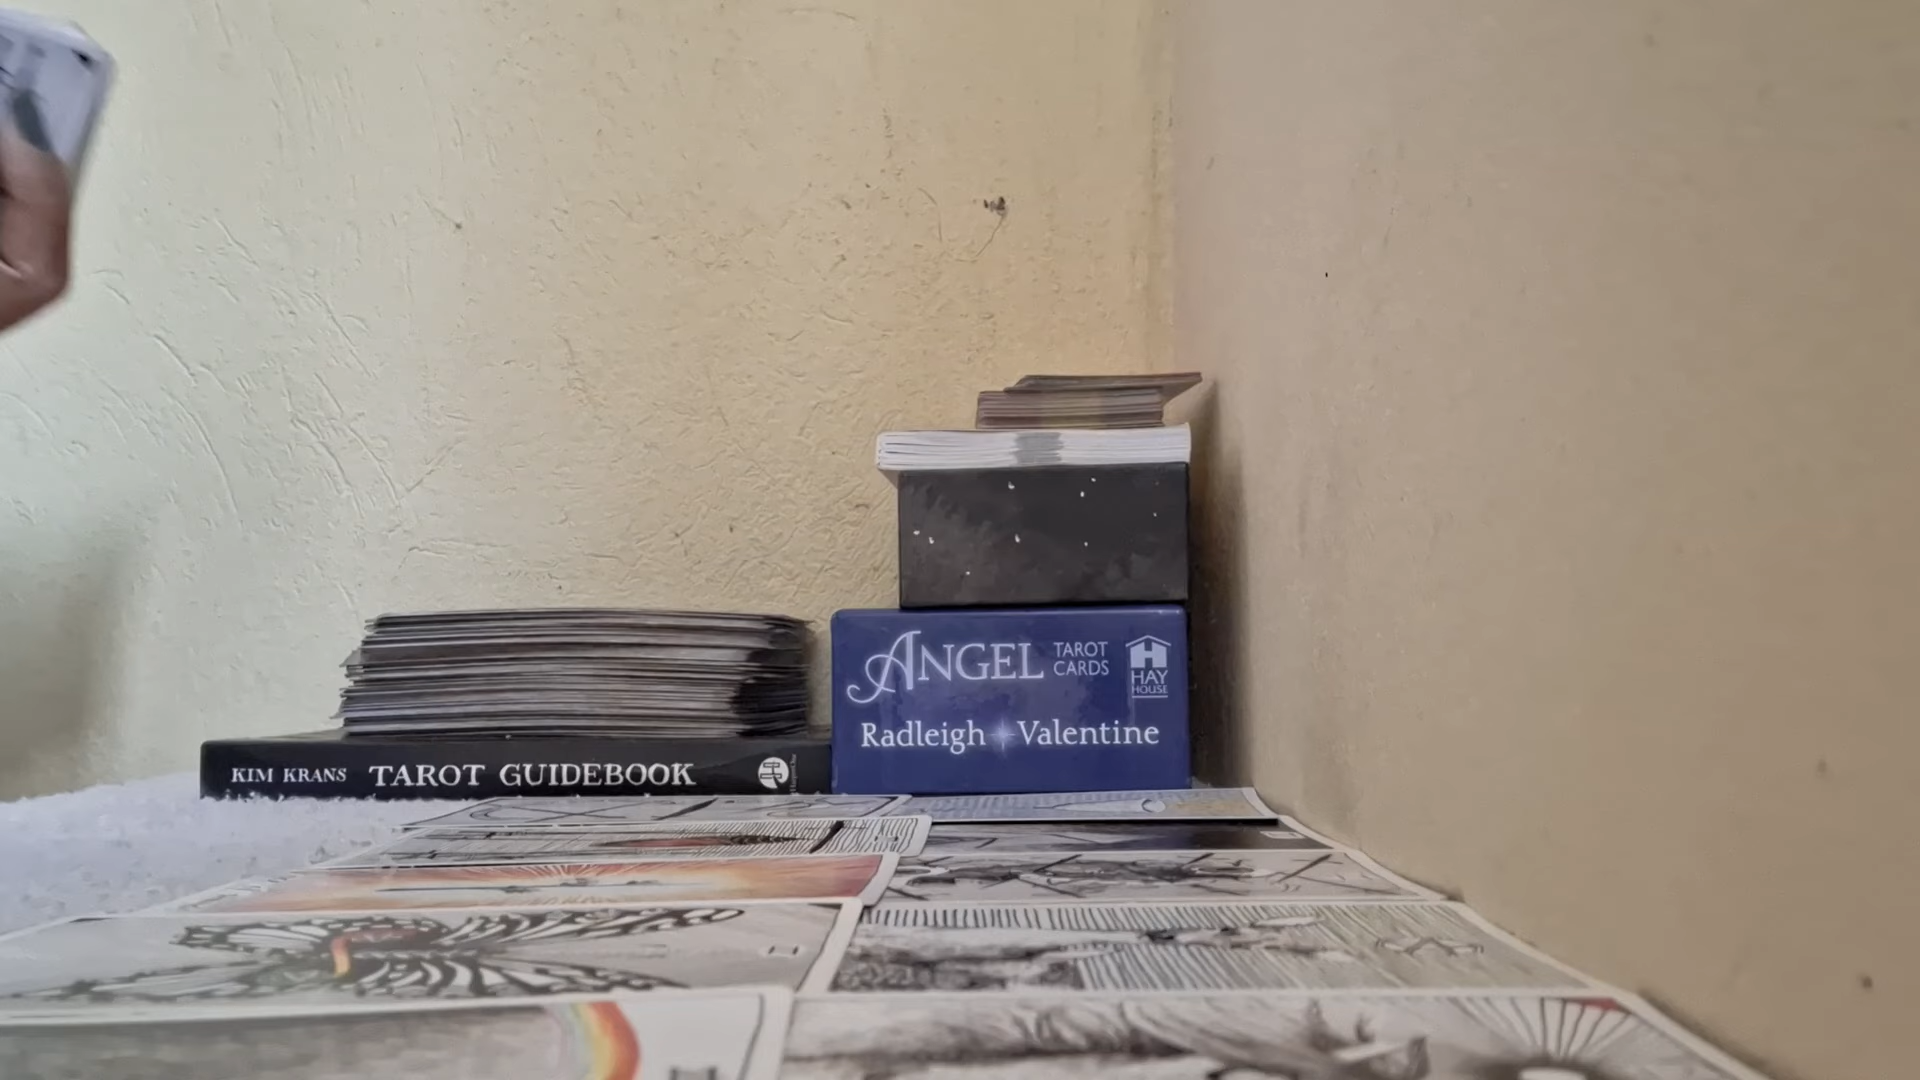 ANGEL TAROT CARDS
HAY HOUSE
Radleigh Valentine
KIM KRANS TAROT GUIDEBOOK